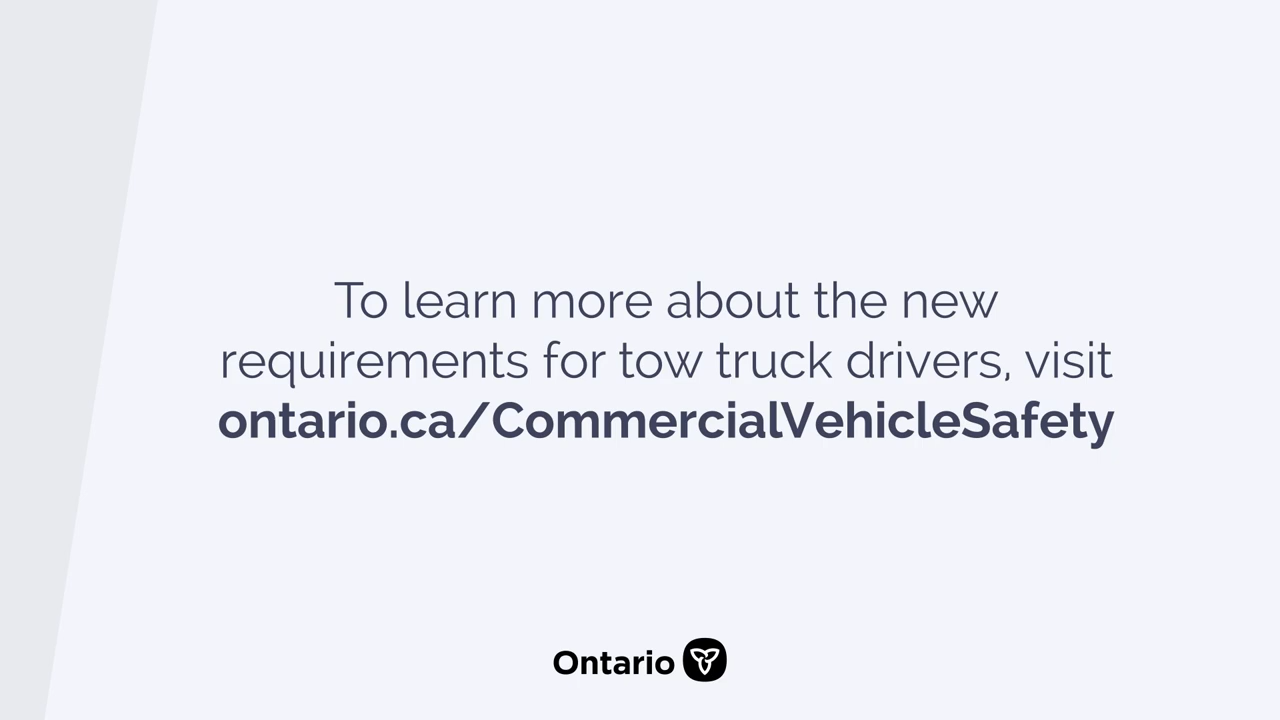 To learn more about the new
requirements for tow truck drivers, visit
ontario.ca/CommercialVehicleSafety
Ontario